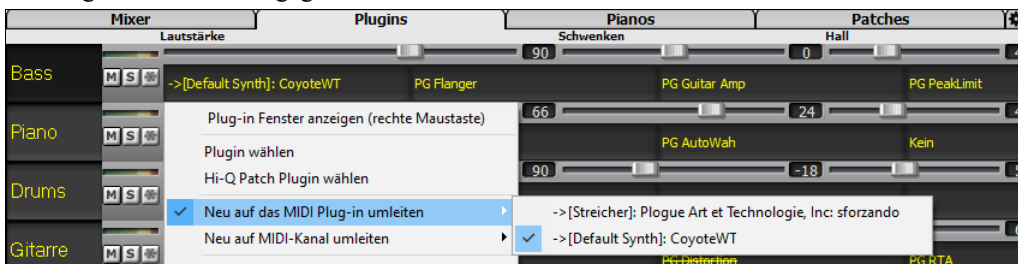 Mixer Plugins Pianos Patches
Lautstärke Schwenken Hall
90 0
Bass M S ->[Default Synth]: CoyoteWT PG Flanger PG Guitar Amp PG PeakLimit
Plug-in Fenster anzeigen (rechte Maustaste)
66 24
Piano M S PG AutoWah Kein
Plugin wählen
90 -18
Hi-Q Patch Plugin wählen
Drums M S
Neu auf das MIDI Plug-in umleiten
->[Streicher]: Plogue Art et Technologie, Inc: sforzando
Neu auf MIDI-Kanal umleiten
->[Default Synth]: CoyoteWT
Gitarre M S PG Distortion PG RTA